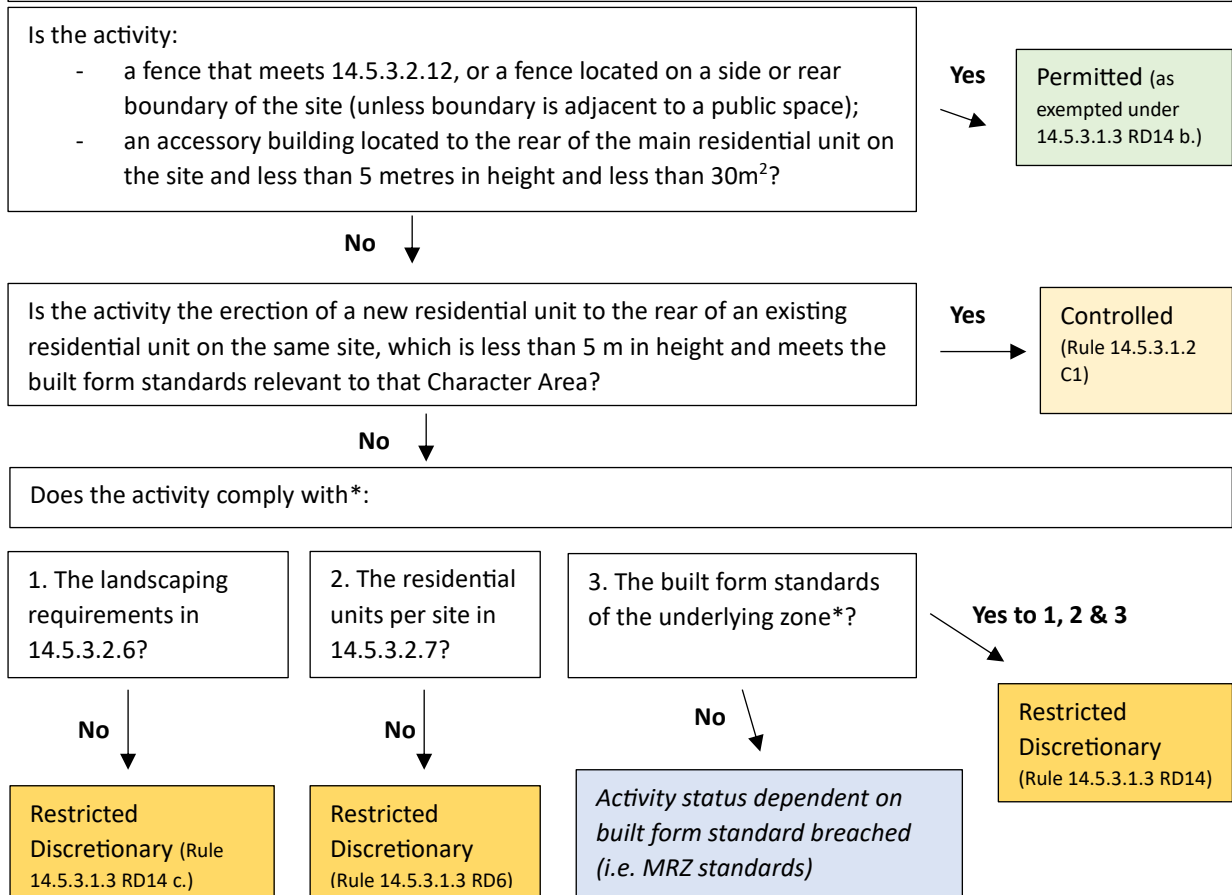 Is the activity:
- a fence that meets 14.5.3.2.12, or a fence located on a side or rear
boundary of the site (unless boundary is adjacent to a public space);
- an accessory building located to the rear of the main residential unit on
the site and less than 5 metres in height and less than 30m²?
Yes
Permitted (as
exempted under
14.5.3.1.3 RD14 b.)
No
Is the activity the erection of a new residential unit to the rear of an existing
residential unit on the same site, which is less than 5 m in height and meets the
built form standards relevant to that Character Area?
Yes
Controlled
(Rule 14.5.3.1.2
C1)
No
Does the activity comply with*:
1. The landscaping
requirements in
14.5.3.2.6?
2. The residential
units per site in
14.5.3.2.7?
3. The built form standards
of the underlying zone*?
Yes to 1, 2 & 3
No
No
No
Restricted
Discretionary
(Rule 14.5.3.1.3 RD14)
Restricted
Discretionary (Rule
14.5.3.1.3 RD14 c.)
Restricted
Discretionary
(Rule 14.5.3.1.3 RD6)
Activity status dependent on
built form standard breached
(i.e. MRZ standards)